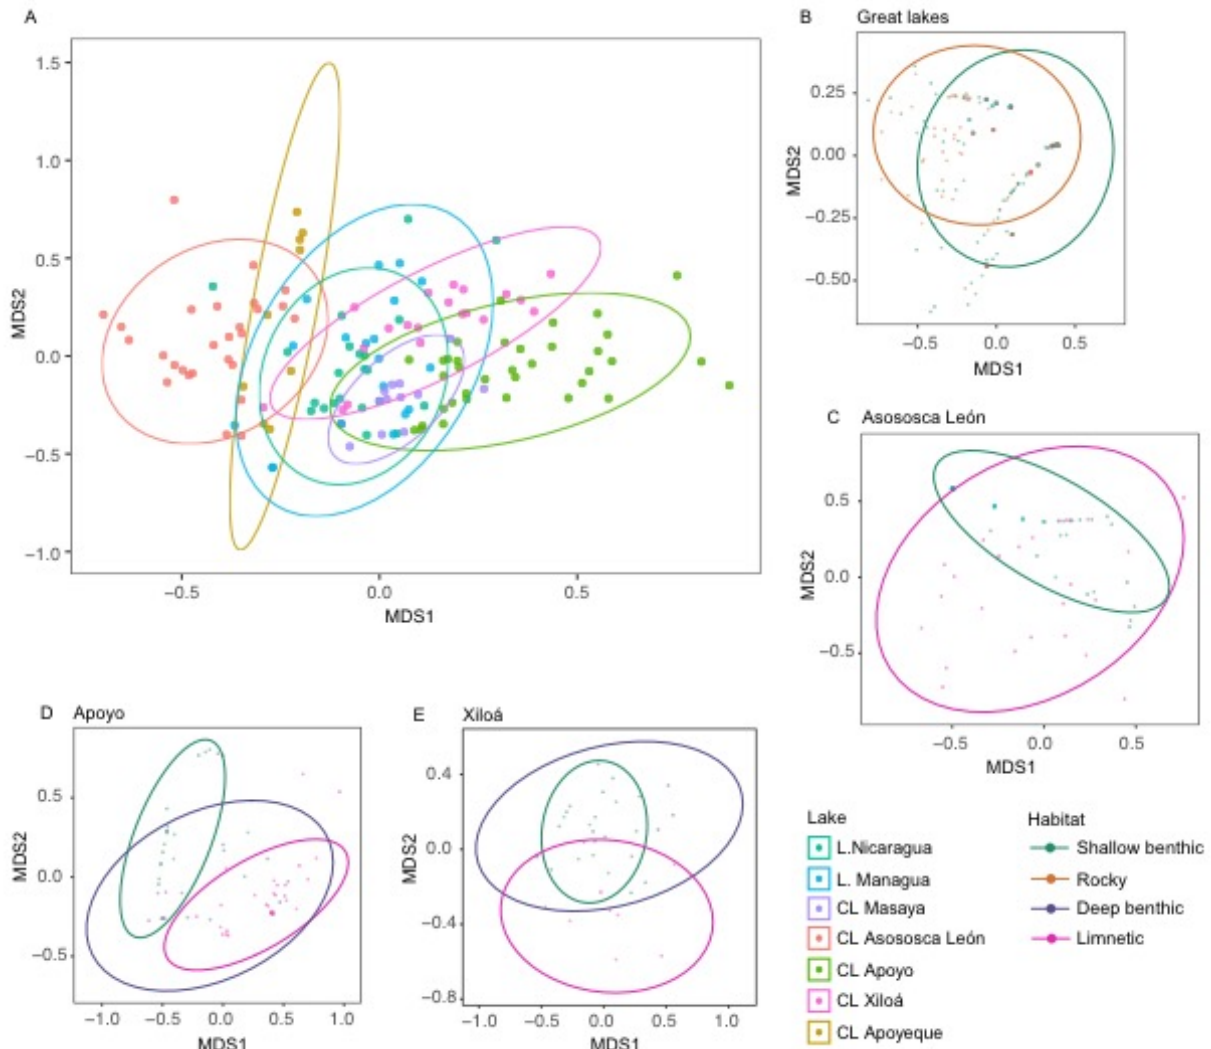 A
1.5
1.0
0.5
0.0
−0.5
−1.0
MDS2
−0.5 0.0 0.5
MDS1
B Great lakes
0.25
0.00
−0.25
−0.50
MDS2
−0.5 0.0 0.5
MDS1
C Asososca León
0.5
0.0
−0.5
MDS2
−0.5 0.0 0.5
MDS1
D Apoyo
0.5
0.0
−0.5
MDS2
−1.0 −0.5 0.0 0.5 1.0
MDS1
E Xiloá
0.4
0.0
−0.4
−0.8
MDS2
−1.0 −0.5 0.0 0.5 1.0
MDS1
Lake
L.Nicaragua
L. Managua
CL Masaya
CL Asososca León
CL Apoyo
CL Xiloá
CL Apoyeque
Habitat
Shallow benthic
Rocky
Deep benthic
Limnetic